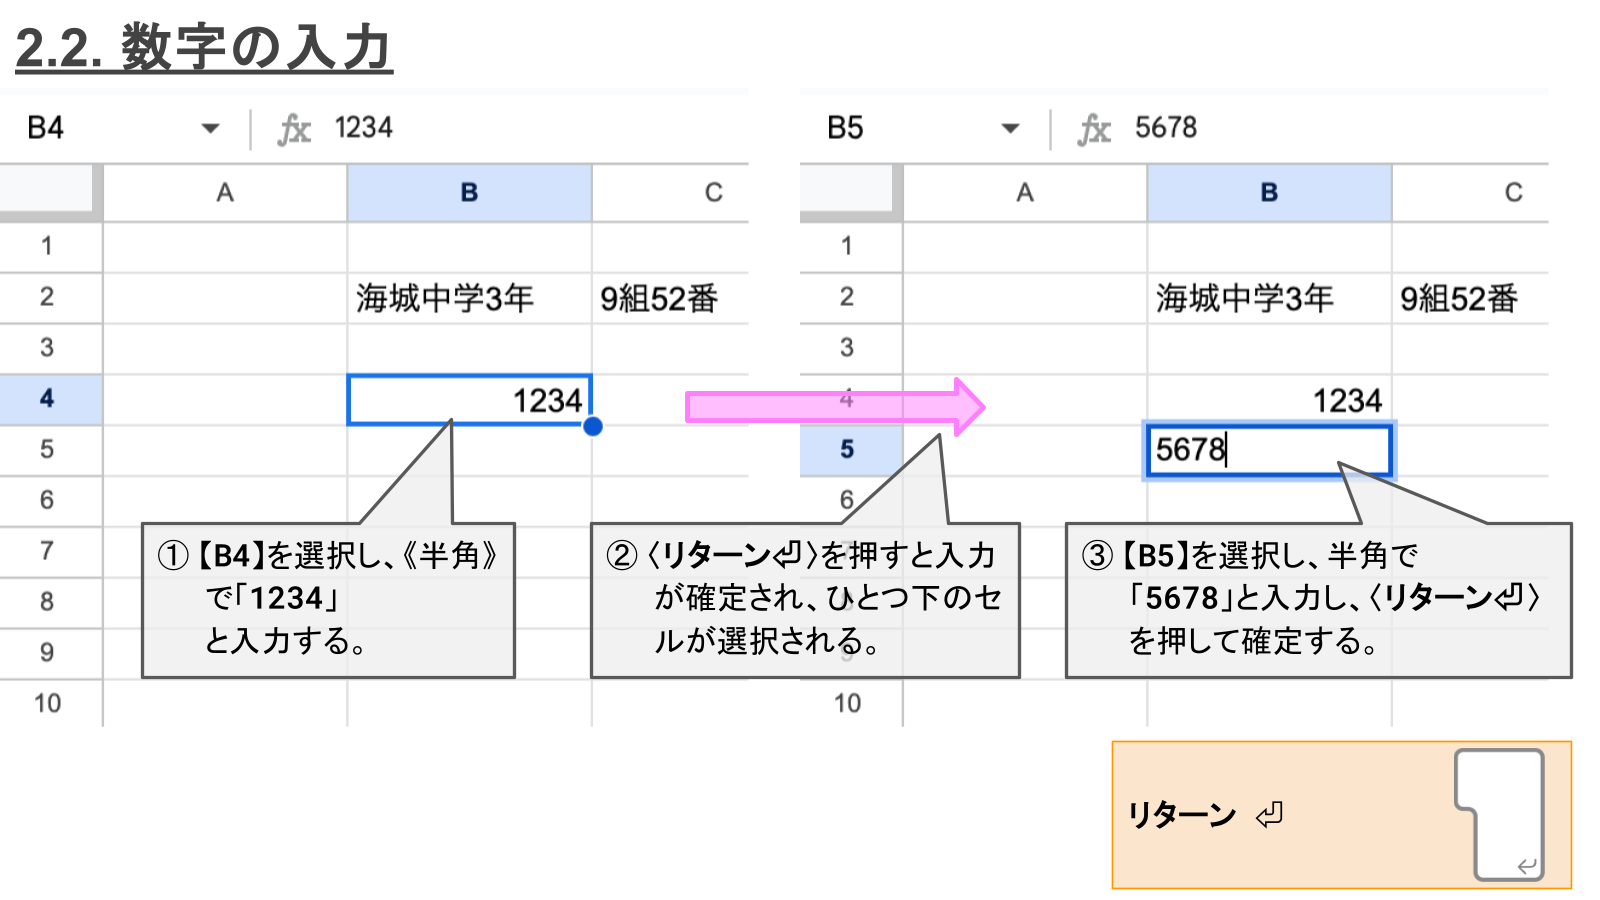 2.2. 数字の入力
B4 fx 1234
A B C
1
2 海城中学3年 9組52番
3
4 1234
5
6
7
8
9
10
B5 fx 5678
A B C
1
2 海城中学3年 9組52番
3
4 1234
5 5678
6
7
8
9
10
①【B4】を選択し、《半角》
で「1234」
と入力する。
②〈リターン⏎〉を押すと入力
が確定され、ひとつ下のセ
ルが選択される。
③【B5】を選択し、半角で
「5678」と入力し、〈リターン⏎〉
を押して確定する。
リターン ⏎